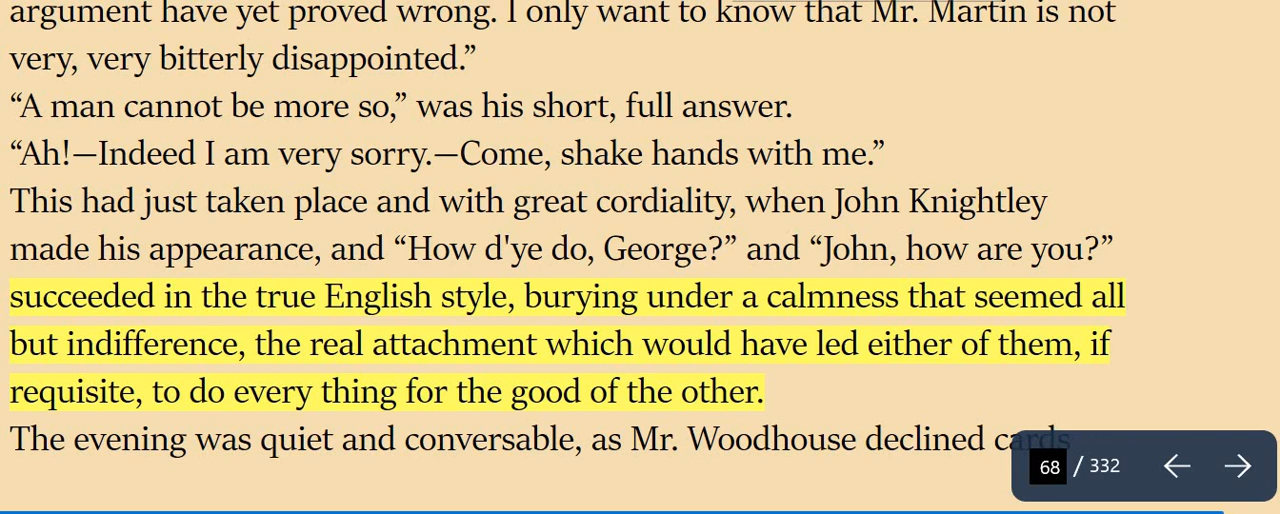 argument have yet proved wrong. I only want to know that Mr. Martin is not
very, very bitterly disappointed.”
“A man cannot be more so,” was his short, full answer.
“Ah!—Indeed I am very sorry.—Come, shake hands with me.”
This had just taken place and with great cordiality, when John Knightley
made his appearance, and “How d'ye do, George?” and “John, how are you?”
succeeded in the true English style, burying under a calmness that seemed all
but indifference, the real attachment which would have led either of them, if
requisite, to do every thing for the good of the other.
The evening was quiet and conversable, as Mr. Woodhouse declined cards
68 / 332